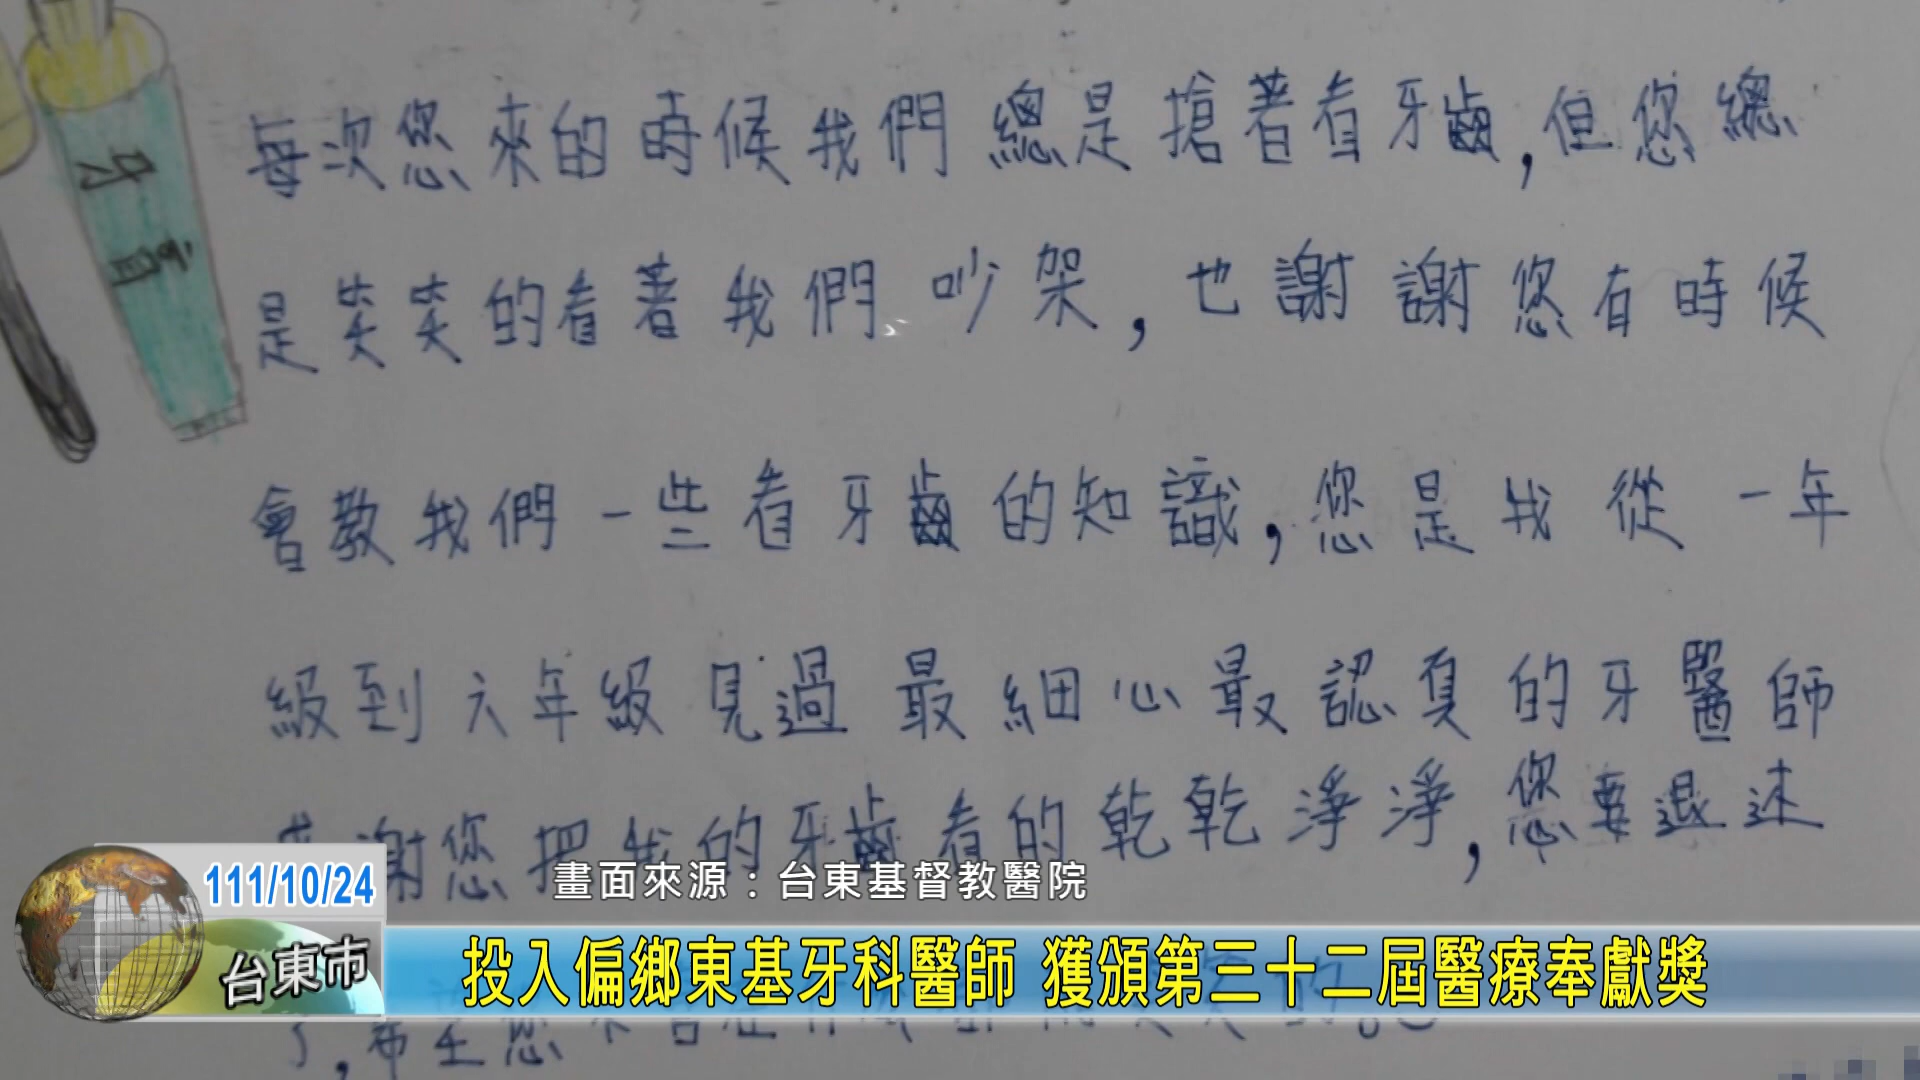 牙
膏
每次您來的時候我們總是搶著看牙齒,但您總
是笑笑的看著我們吵架,也謝謝您有時候
會教我們一些看牙齒的知識,您是我從一年
級到六年級見過最細心最認真的牙醫師
感謝您把我的牙齒看的乾乾淨淨,您要退
了,希望您
111/10/24
台東市
畫面來源：台東基督教醫院
投入偏鄉東基牙科醫師 獲頒第三十二屆醫療奉獻獎